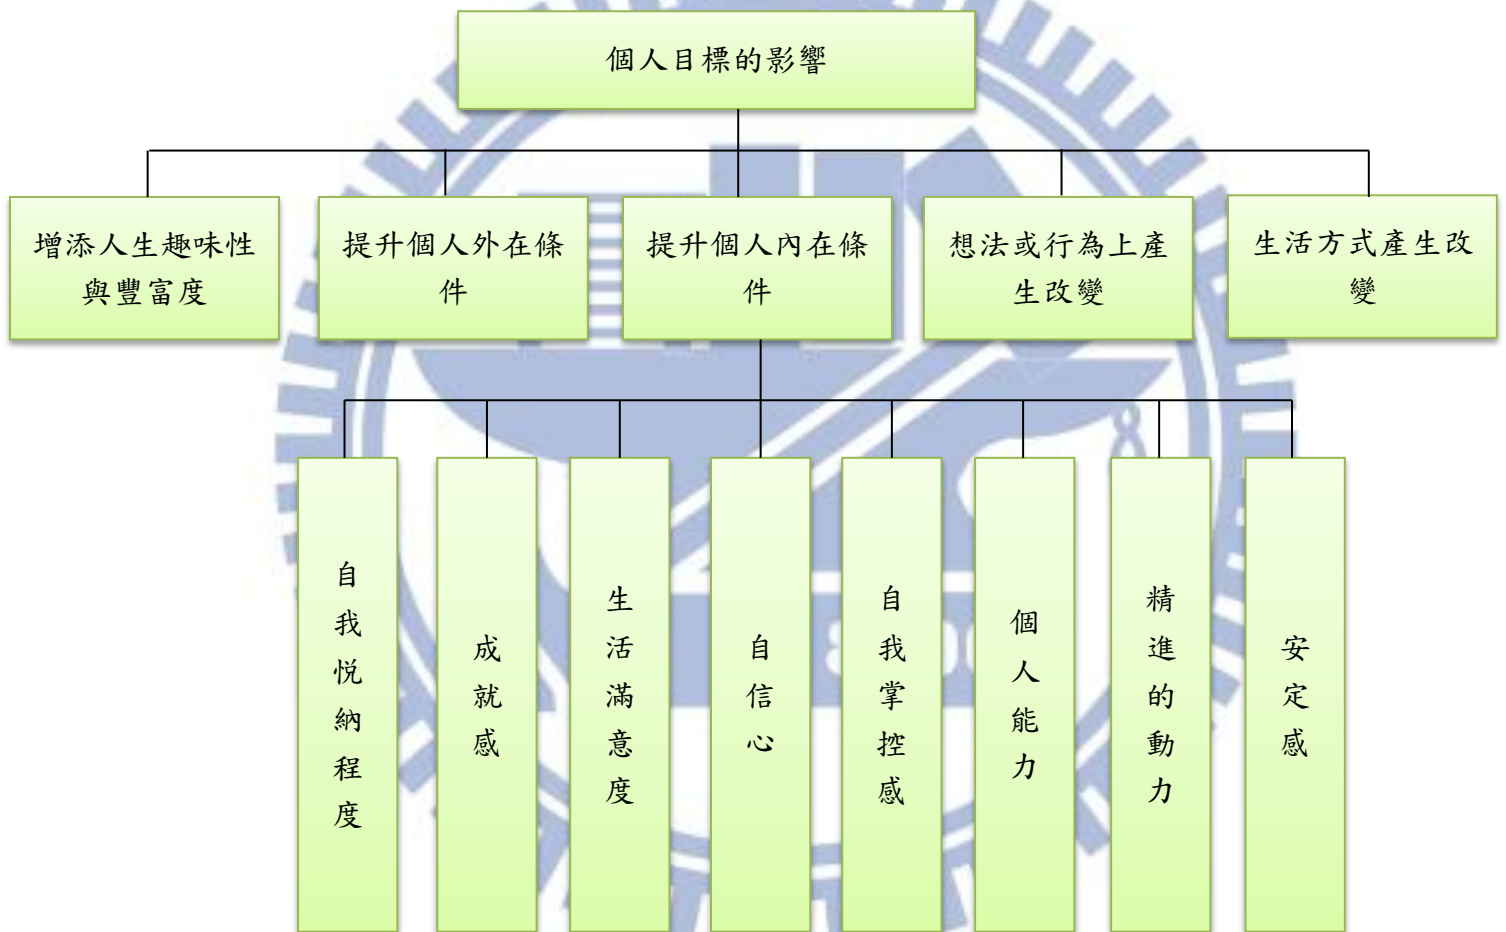 個人目標的影響
增添人生趣味性
與豐富度
提升個人外在條
件
提升個人內在條
件
想法或行為上產
生改變
生活方式產生改
變
自我悅納程度
成就感
生活滿意度
自信心
自我掌控感
個人能力
精進的動力
安定感